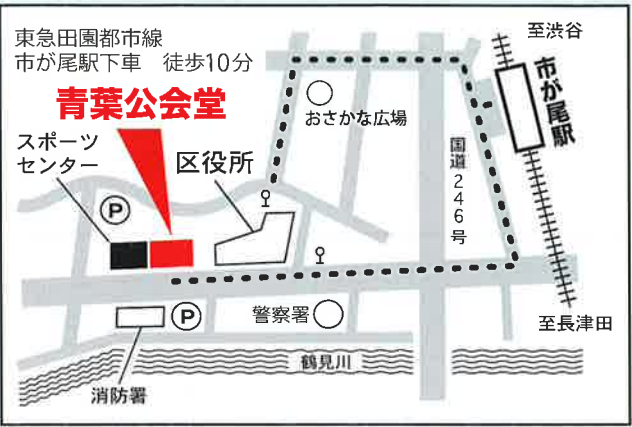 東急田園都市線
市が尾駅下車　徒歩10分
青葉公会堂
スポーツ
センター
区役所
おさかな広場
至渋谷
市が尾駅
国道246号
P
至長津田
P
警察署
消防署
鶴見川